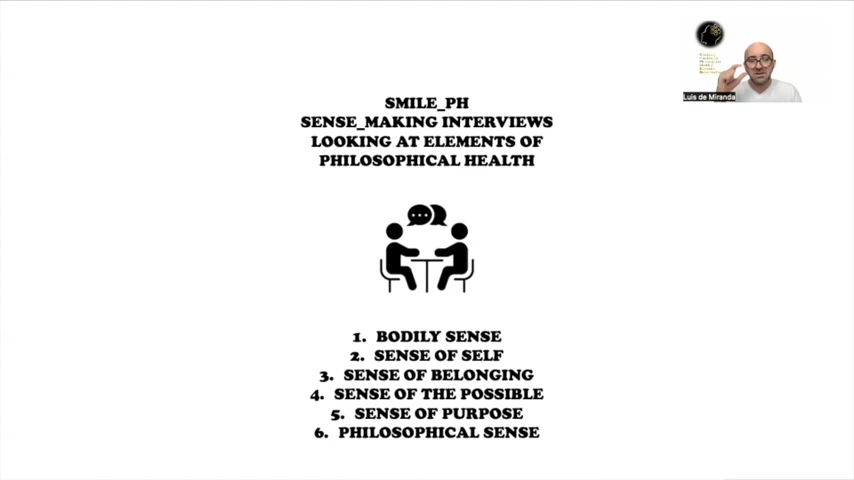 SMILE_PH
SENSE_MAKING INTERVIEWS
LOOKING AT ELEMENTS OF
PHILOSOPHICAL HEALTH
1. BODILY SENSE
2. SENSE OF SELF
3. SENSE OF BELONGING
4. SENSE OF THE POSSIBLE
5. SENSE OF PURPOSE
6. PHILOSOPHICAL SENSE
Luis de Miranda